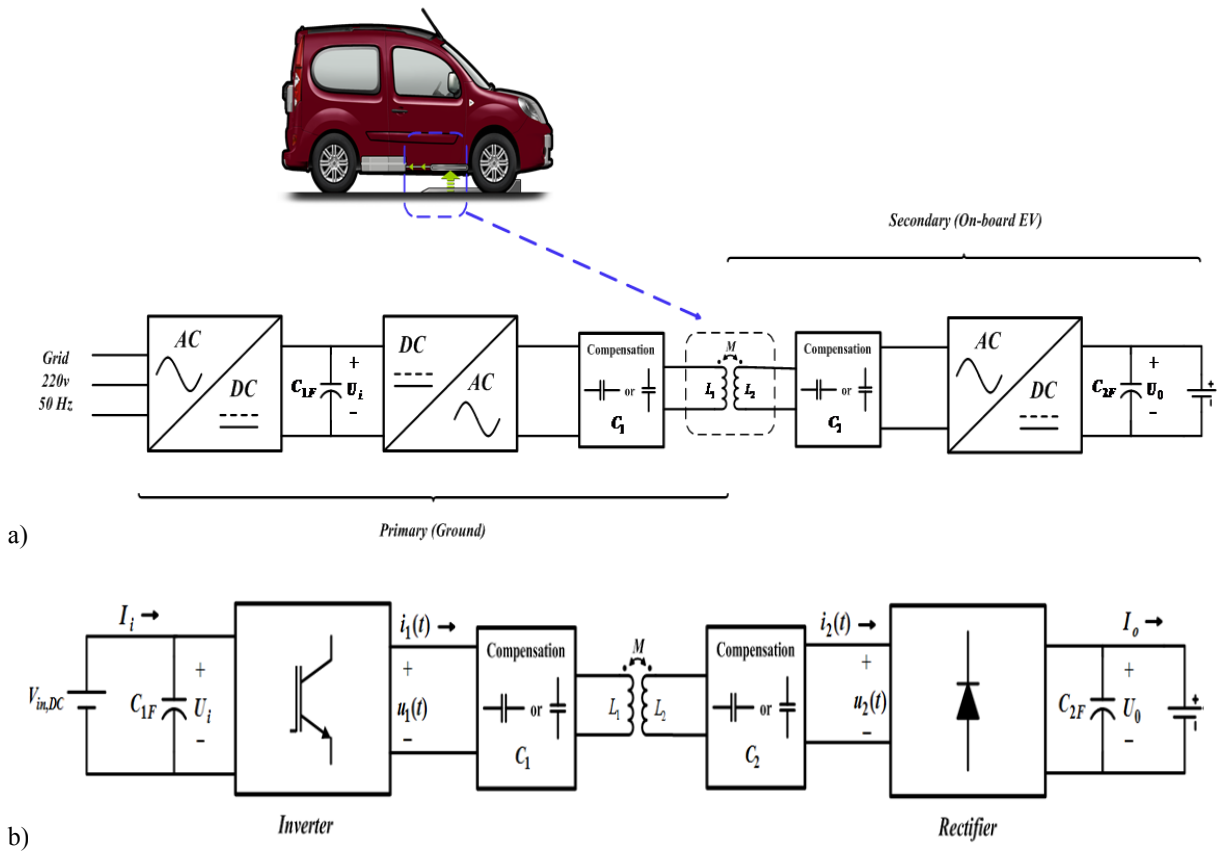 Secondary (On-board EV)
Grid
220v
50 Hz
AC
DC
C1F
+
Ui
-
DC
AC
Compensation
or
C1
M
L1
L2
Compensation
or
C2
AC
DC
C2F
+
U0
-
+
-
Primary (Ground)
a)
Ii →
Vin,DC
C1F
+
Ui
-
Inverter
i1(t) →
+
u1(t)
-
Compensation
or
C1
M
L1
L2
Compensation
or
C2
i2(t) →
+
u2(t)
-
Rectifier
Io →
C2F
+
U0
-
+
-
b)